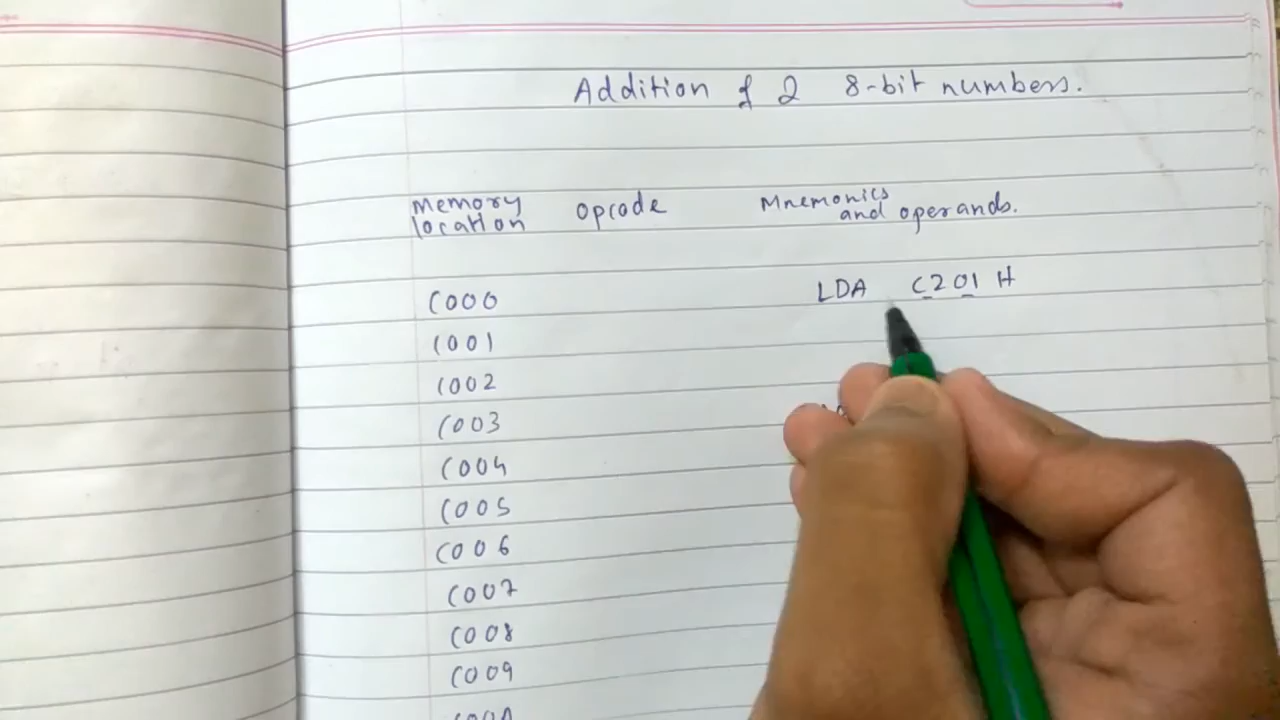 Addition of 2 8-bit numbers.
Memory location opcode Mnemonics and operands.
C000 LDA C201 H
C001
C002
C003
C004
C005
C006
C007
C008
C009
C00A